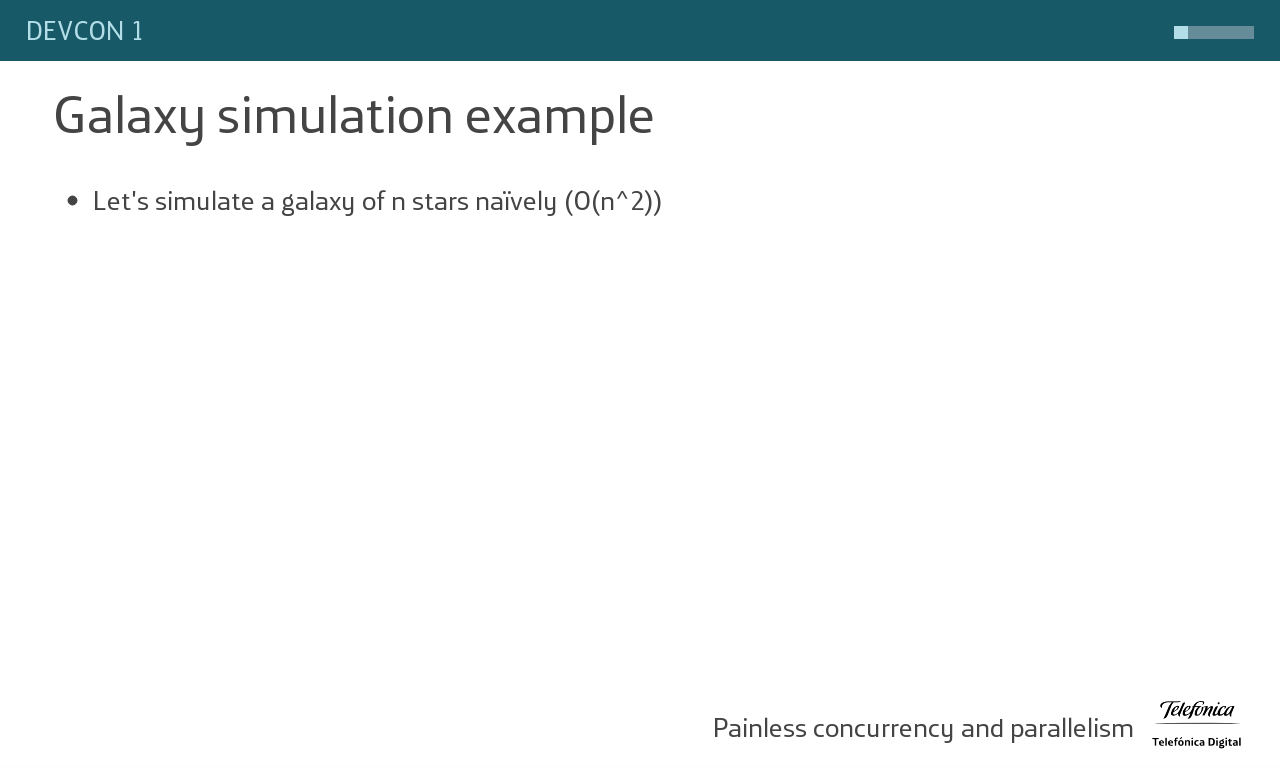 DEVCON 1
Galaxy simulation example
• Let's simulate a galaxy of n stars naïvely (O(n^2))
Painless concurrency and parallelism
Telefónica
Telefónica Digital